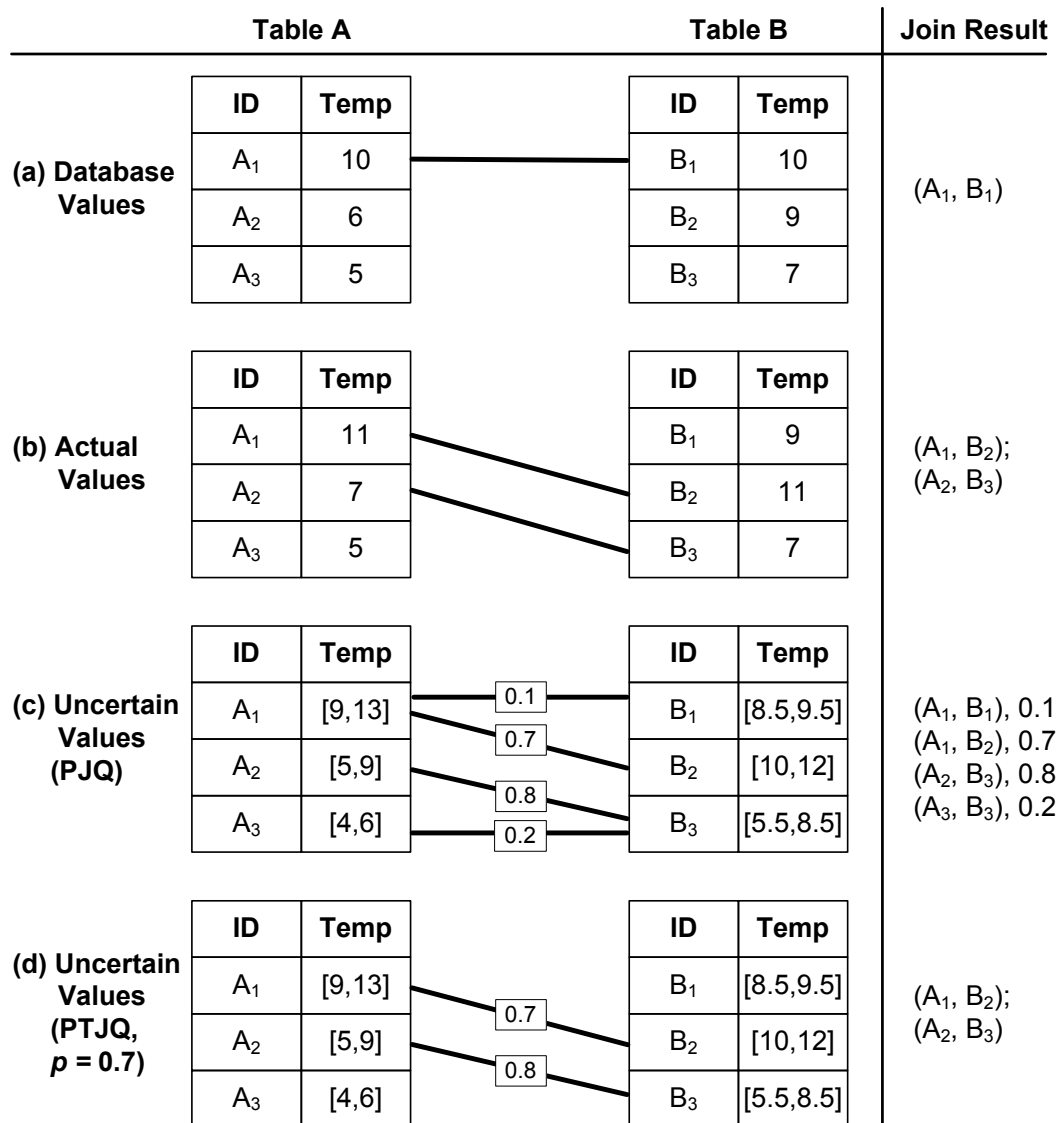 Table A Table B Join Result
(a) Database Values
ID Temp ID Temp
A₁ 10 B₁ 10
A₂ 6 B₂ 9
A₃ 5 B₃ 7
(A₁, B₁)
(b) Actual Values
ID Temp ID Temp
A₁ 11 B₁ 9
A₂ 7 B₂ 11
A₃ 5 B₃ 7
(A₁, B₂);
(A₂, B₃)
(c) Uncertain Values (PJQ)
ID Temp ID Temp
A₁ [9,13] 0.1 B₁ [8.5,9.5]
0.7
A₂ [5,9] B₂ [10,12]
0.8
A₃ [4,6] 0.2 B₃ [5.5,8.5]
(A₁, B₁), 0.1
(A₁, B₂), 0.7
(A₂, B₃), 0.8
(A₃, B₃), 0.2
(d) Uncertain Values (PTJQ, p = 0.7)
ID Temp ID Temp
A₁ [9,13] B₁ [8.5,9.5]
0.7
A₂ [5,9] B₂ [10,12]
0.8
A₃ [4,6] B₃ [5.5,8.5]
(A₁, B₂);
(A₂, B₃)